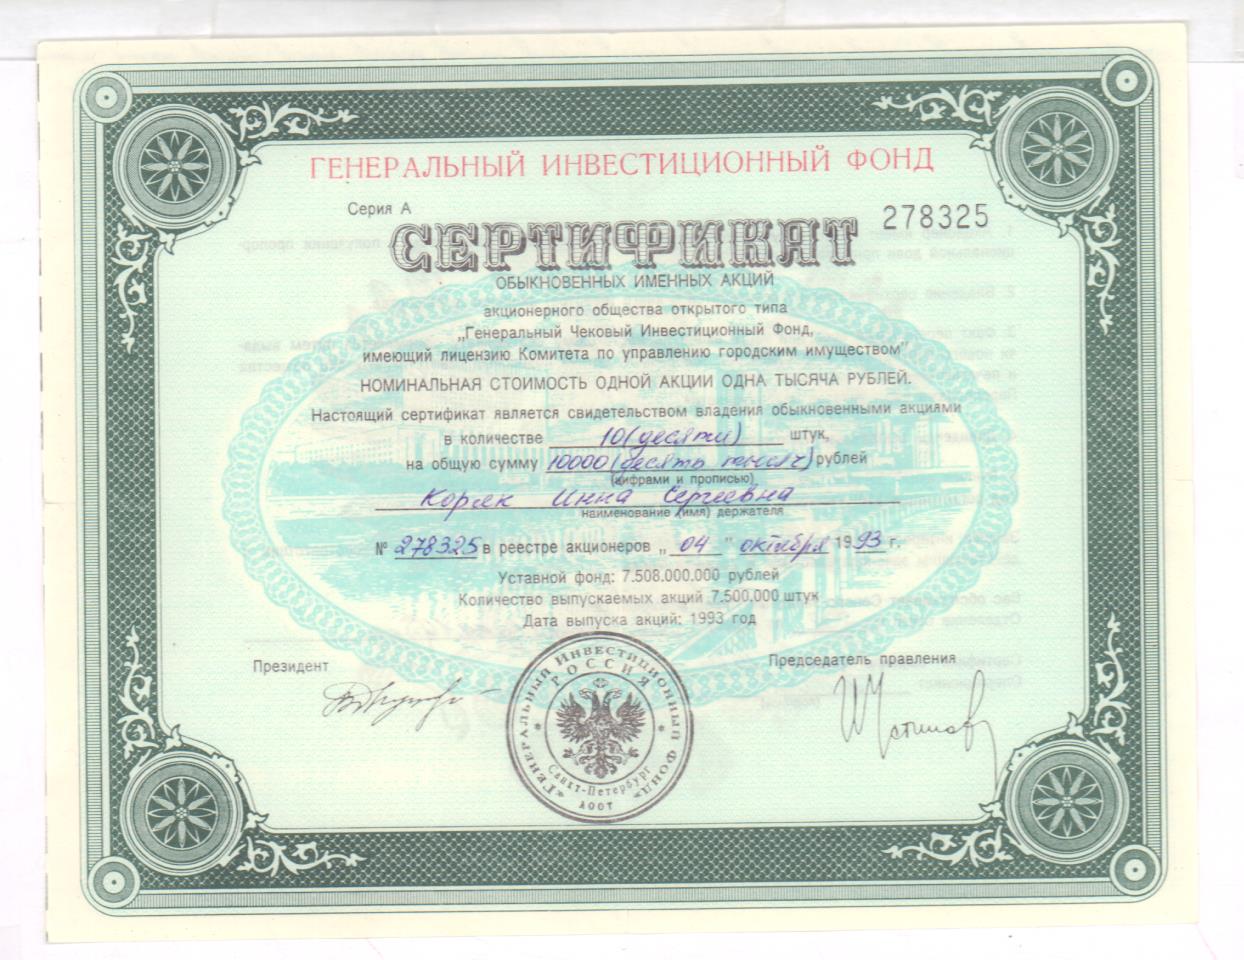 ГЕНЕРАЛЬНЫЙ ИНВЕСТИЦИОННЫЙ ФОНД
Серия А
278325
СЕРТИФИКАТ
ОБЫКНОВЕННЫХ ИМЕННЫХ АКЦИЙ
акционерного общества открытого типа
„Генеральный Чековый Инвестиционный Фонд,
имеющий лицензию Комитета по управлению городским имуществом"
НОМИНАЛЬНАЯ СТОИМОСТЬ ОДНОЙ АКЦИИ ОДНА ТЫСЯЧА РУБЛЕЙ.
Настоящий сертификат является свидетельством владения обыкновенными акциями
в количестве 10 (десяти) штук,
на общую сумму 10000 (десять тысяч) рублей
(цифрами и прописью)
Коряк Инна Сергеевна
наименование (имя) держателя
№ 278325 в реестре акционеров „ 04 " октября 19 93 г.
Уставной фонд: 7.508.000.000 рублей
Количество выпускаемых акций 7.500.000 штук
Дата выпуска акций: 1993 год
Президент
Председатель правления
«Генеральный Инвестиционный Фонд»
РОССИЯ
Санкт-Петербург
АООТ